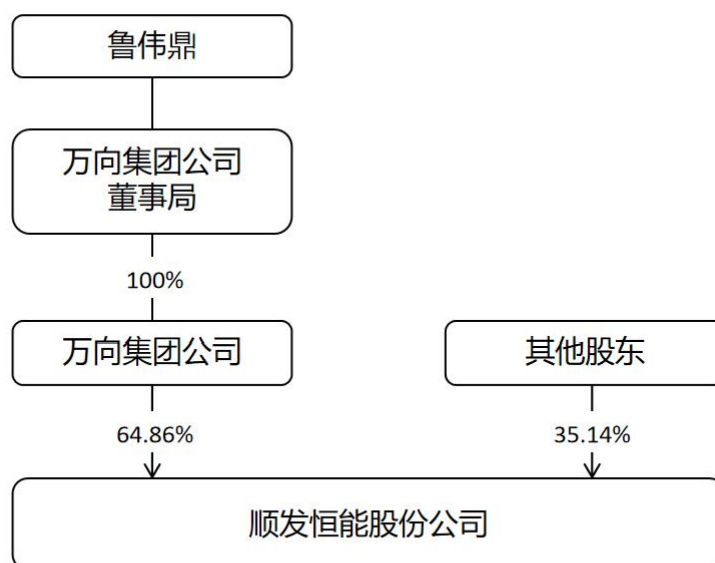 鲁伟鼎
万向集团公司
董事局
100%
万向集团公司
其他股东
64.86%
35.14%
顺发恒能股份公司